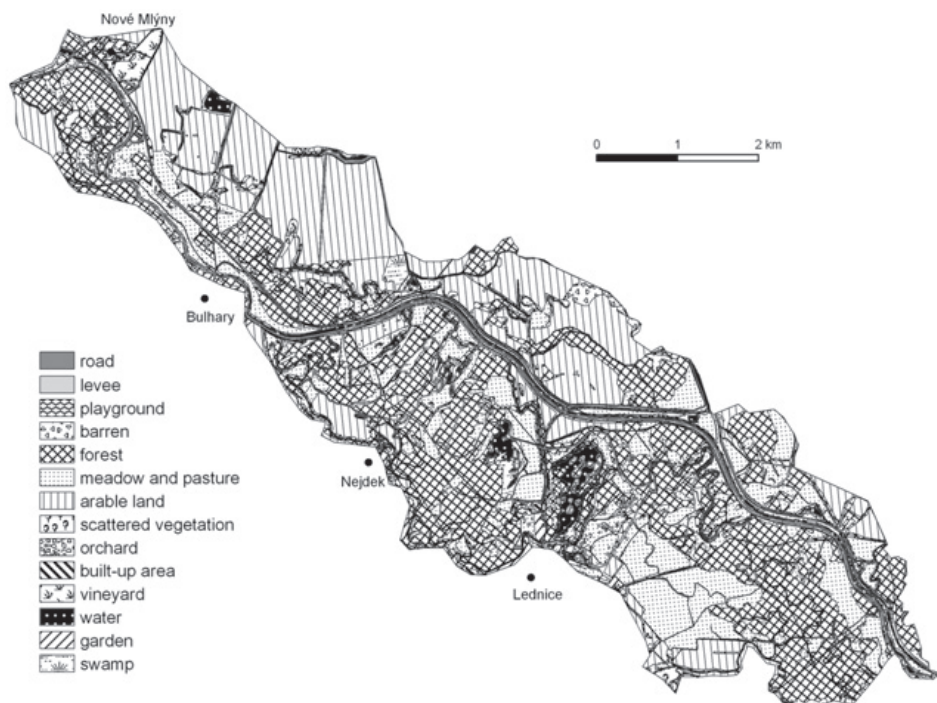 Nové Mlýny
0 1 2 km
Bulhary
Nejdek
Lednice
road
levee
playground
barren
forest
meadow and pasture
arable land
scattered vegetation
orchard
built-up area
vineyard
water
garden
swamp